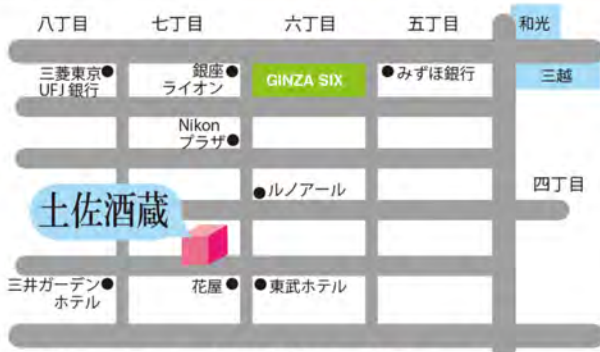 八丁目
七丁目
六丁目
五丁目
和光
三菱東京
UFJ 銀行
銀座
ライオン
GINZA SIX
みずほ銀行
三越
Nikon
プラザ
ルノアール
四丁目
土佐酒蔵
三井ガーデン
ホテル
花屋
東武ホテル